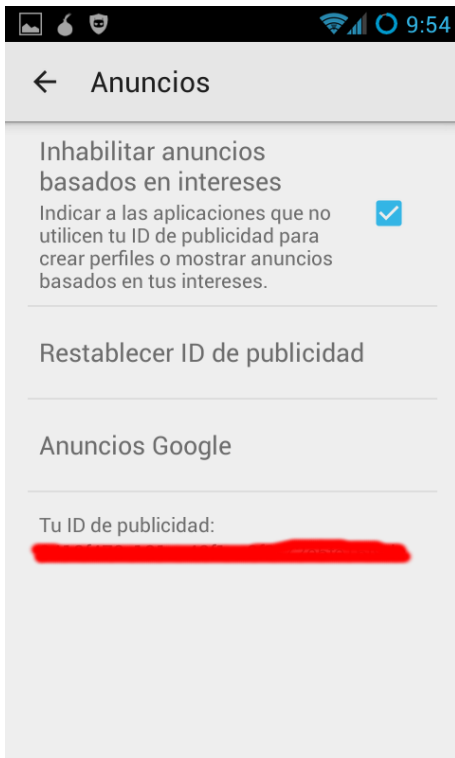 9:54
Anuncios
Inhabilitar anuncios
basados en intereses
Indicar a las aplicaciones que no
utilicen tu ID de publicidad para
crear perfiles o mostrar anuncios
basados en tus intereses.
Restablecer ID de publicidad
Anuncios Google
Tu ID de publicidad: